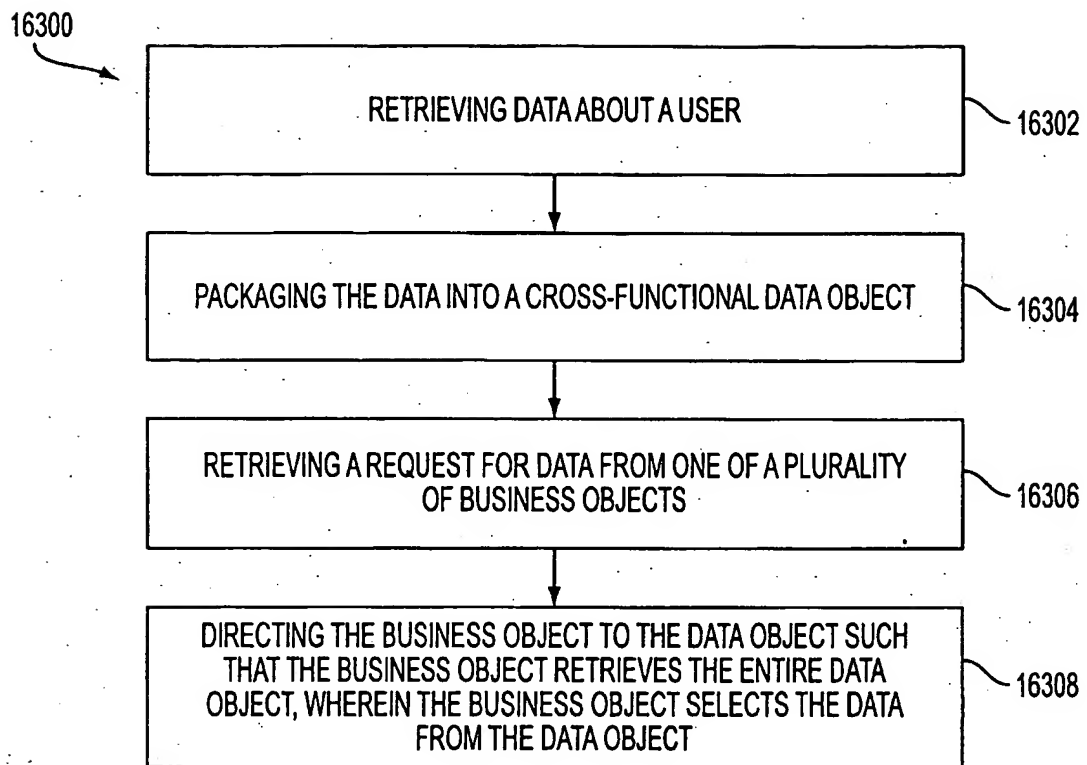 16300
RETRIEVING DATA ABOUT A USER
16302
PACKAGING THE DATA INTO A CROSS-FUNCTIONAL DATA OBJECT
16304
RETRIEVING A REQUEST FOR DATA FROM ONE OF A PLURALITY
OF BUSINESS OBJECTS
16306
DIRECTING THE BUSINESS OBJECT TO THE DATA OBJECT SUCH
THAT THE BUSINESS OBJECT RETRIEVES THE ENTIRE DATA
OBJECT, WHEREIN THE BUSINESS OBJECT SELECTS THE DATA
FROM THE DATA OBJECT
16308